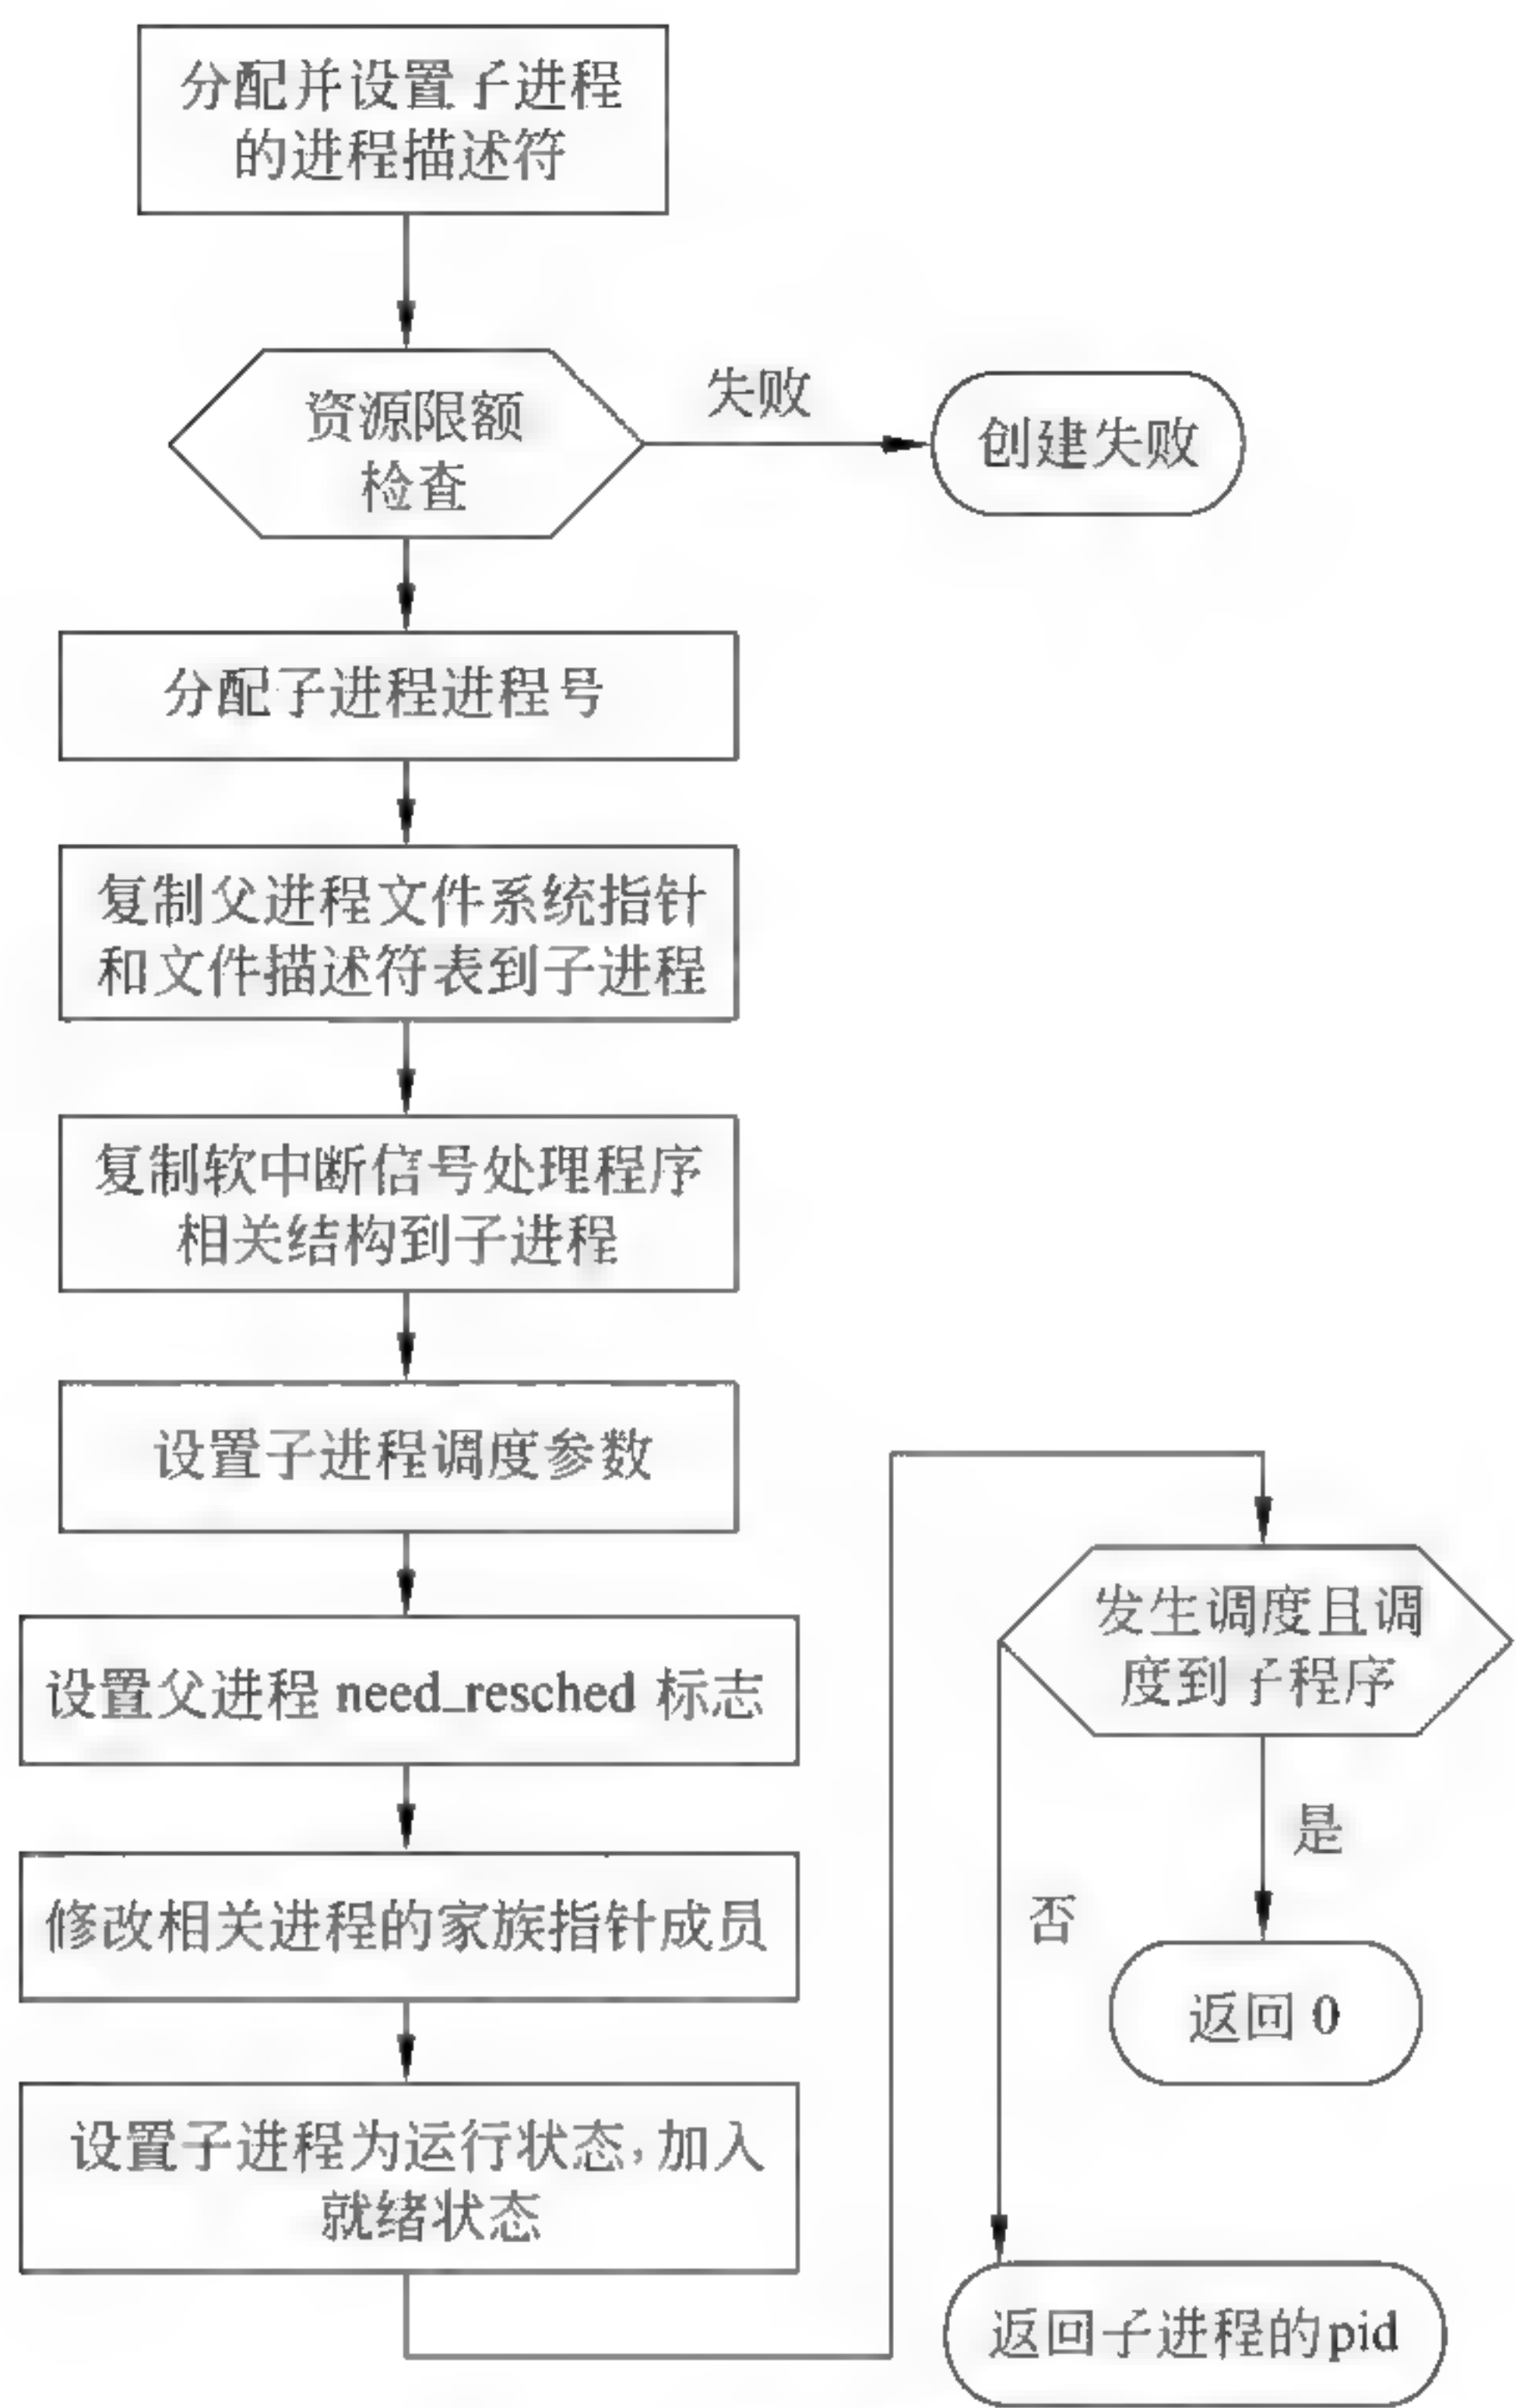 分配并设置子进程
的进程描述符
资源限额
检查
失败
创建失败
分配子进程进程号
复制父进程文件系统指针
和文件描述符表到子进程
复制软中断信号处理程序
相关结构到子进程
设置子进程调度参数
设置父进程 need_resched 标志
修改相关进程的家族指针成员
设置子进程为运行状态,加入
就绪状态
发生调度且调
度到子程序
是
否
返回 0
返回子进程的pid